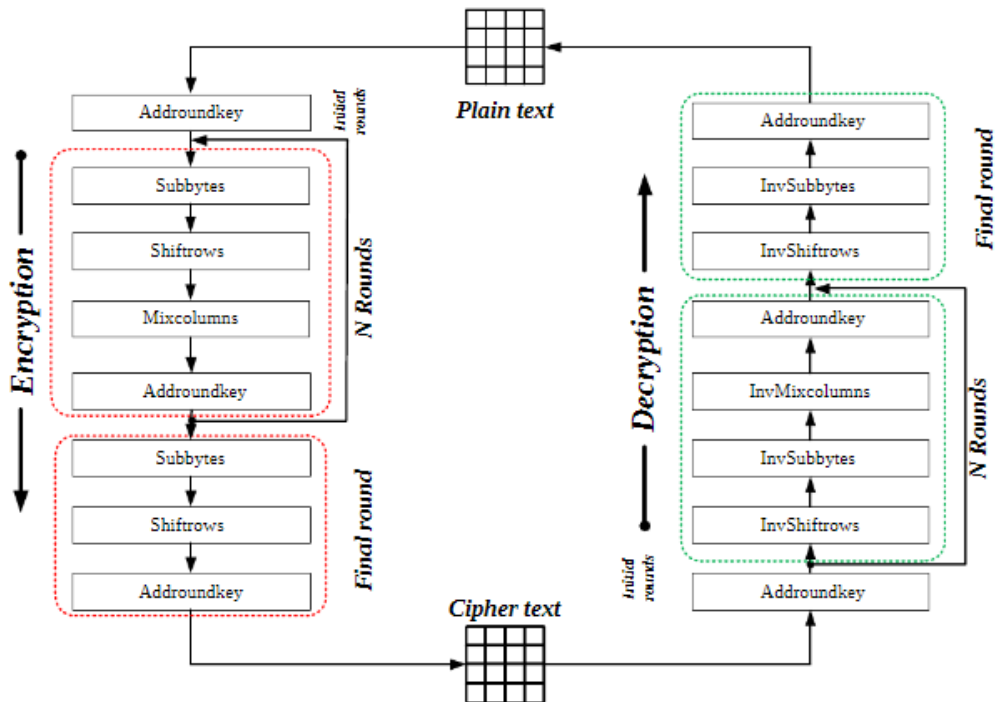 Plain text
Addroundkey
Initial
rounds
Subbytes
Shiftrows
Mixcolumns
Addroundkey
N Rounds
Encryption
Subbytes
Shiftrows
Addroundkey
Final round
Cipher text
Addroundkey
InvSubbytes
InvShiftrows
Final round
Addroundkey
InvMixcolumns
InvSubbytes
InvShiftrows
N Rounds
Decryption
Initial
rounds
Addroundkey